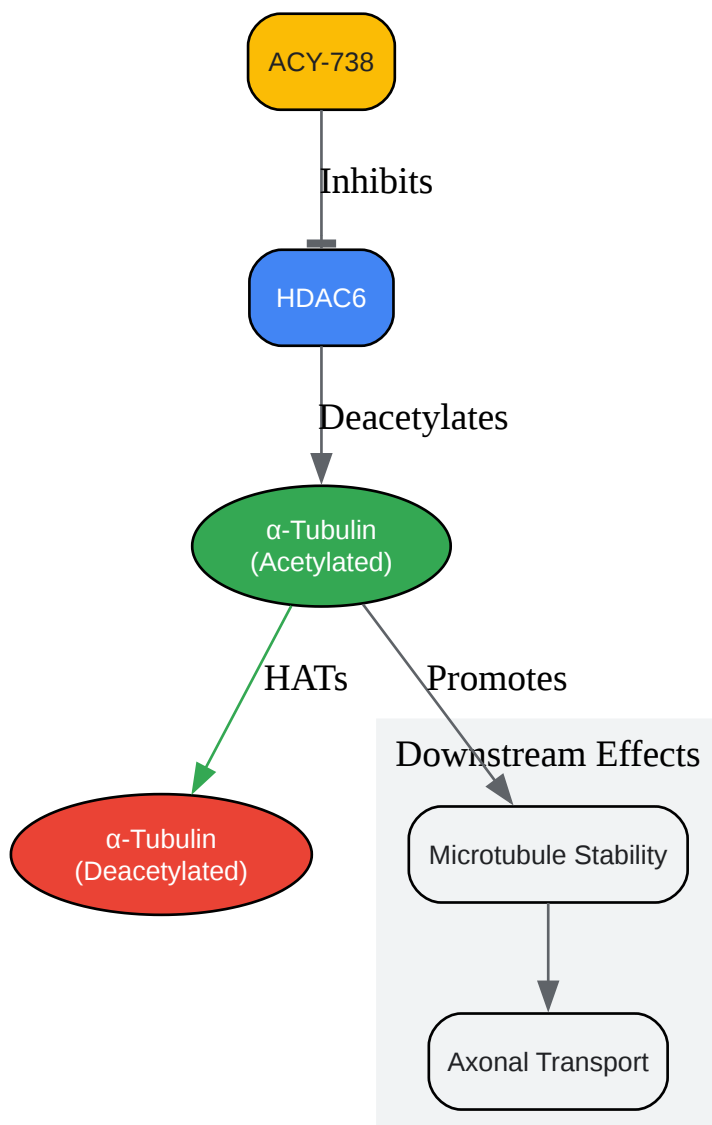 ACY-738
Inhibits
HDAC6
Deacetylates
α-Tubulin
(Acetylated)
HATs
Promotes
Downstream Effects
α-Tubulin
(Deacetylated)
Microtubule Stability
Axonal Transport